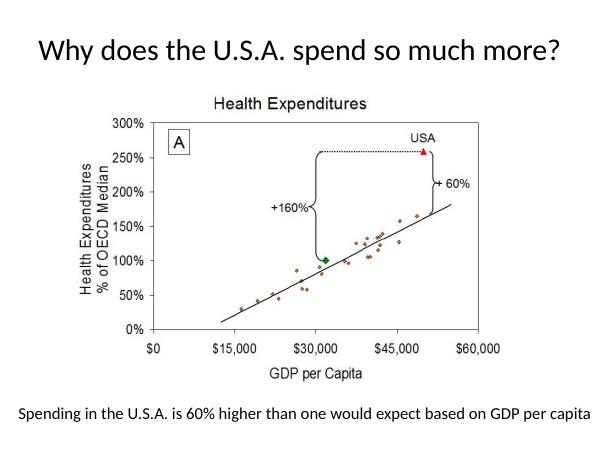 Why does the U.S.A. spend so much more?
Health Expenditures
A
USA
+ 60%
+160%
Health Expenditures
% of OECD Median
300%
250%
200%
150%
100%
50%
0%
$0 $15,000 $30,000 $45,000 $60,000
GDP per Capita
Spending in the U.S.A. is 60% higher than one would expect based on GDP per capita